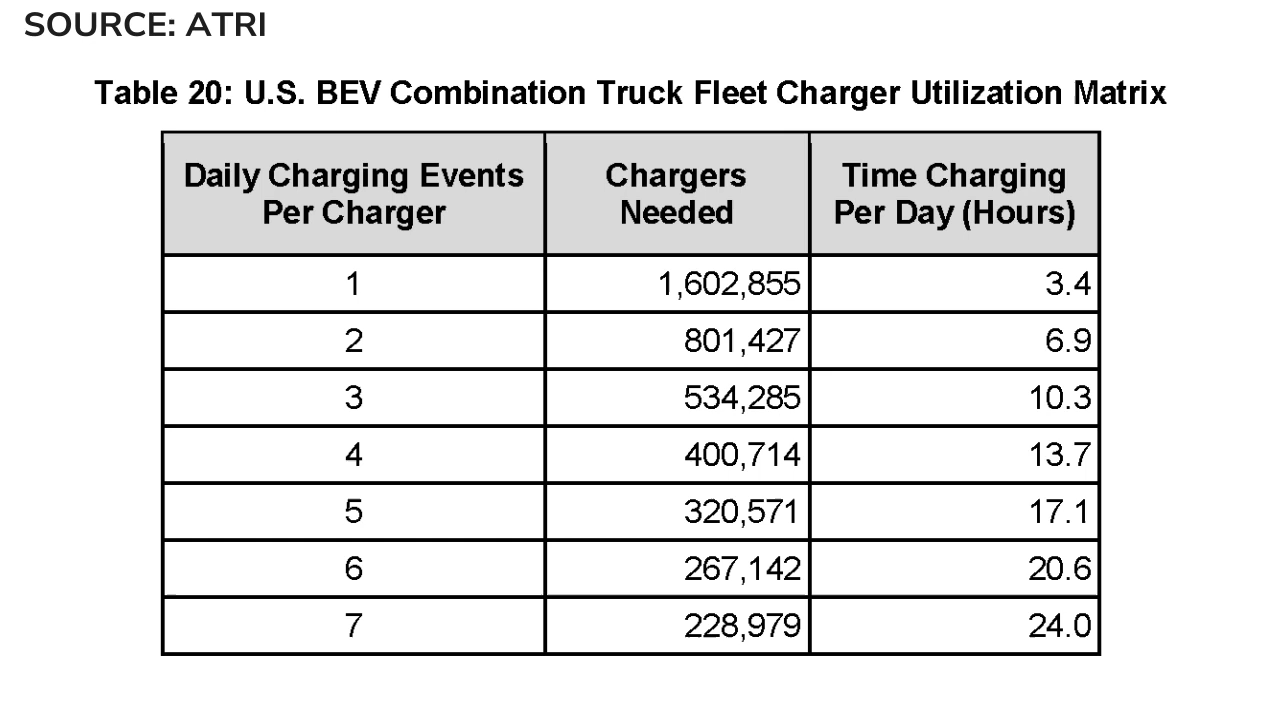 SOURCE: ATRI
Table 20: U.S. BEV Combination Truck Fleet Charger Utilization Matrix
Daily Charging Events Per Charger Chargers Needed Time Charging Per Day (Hours)
1 1,602,855 3.4
2 801,427 6.9
3 534,285 10.3
4 400,714 13.7
5 320,571 17.1
6 267,142 20.6
7 228,979 24.0